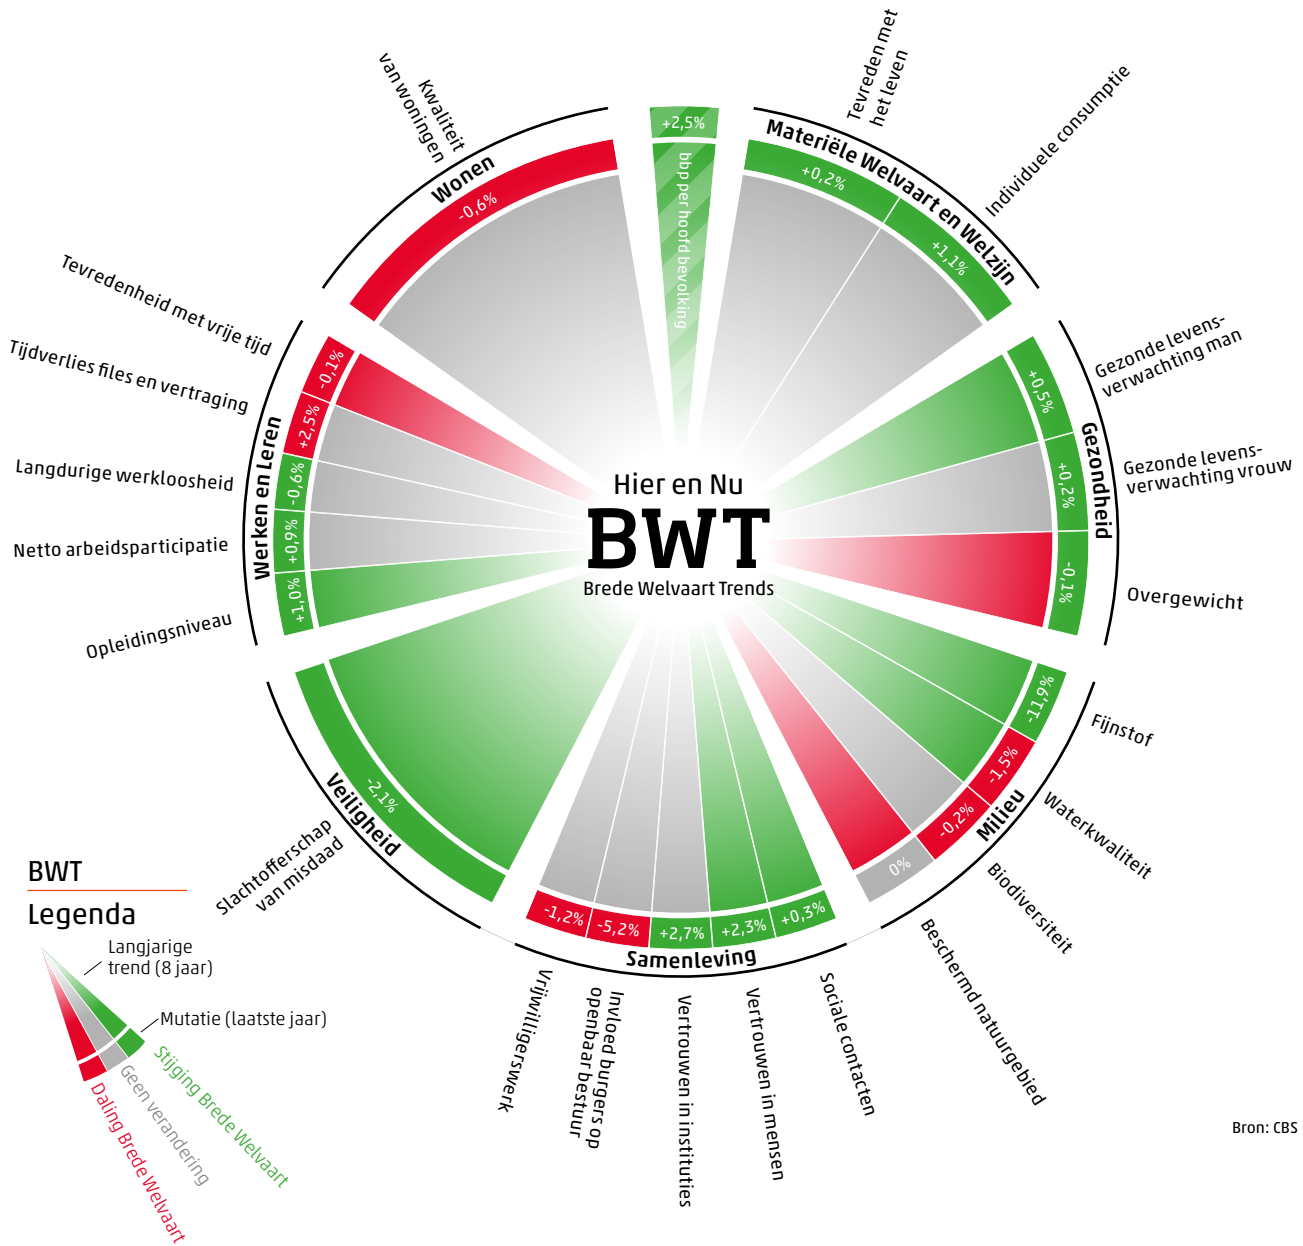 +2,5%
bbp per hoofd bevolking
Materiële Welvaart en Welzijn
Tevreden met
het leven
+0,2%
Individuele consumptie
+1,1%
Gezondheid
Gezonde levens-
verwachting man
+0,5%
Gezonde levens-
verwachting vrouw
+0,2%
Overgewicht
-0,1%
Milieu
Fijnstof
-11,9%
Waterkwaliteit
-1,5%
Biodiversiteit
-0,2%
Beschermd natuurgebied
0%
Samenleving
Sociale contacten
+0,3%
Vertrouwen in mensen
+2,3%
Vertrouwen in instituties
+2,7%
Invloed burgers op
openbaar bestuur
-5,2%
Vrijwilligerswerk
-1,2%
Veiligheid
Slachtofferschap
van misdaad
-2,1%
Werken en Leren
Opleidingsniveau
+1,0%
Netto arbeidsparticipatie
+0,9%
Langdurige werkloosheid
-0,6%
Tijdverlies files en vertraging
+2,5%
Tevredenheid met vrije tijd
-0,1%
Wonen
Kwaliteit
van woningen
-0,6%
Hier en Nu
BWT
Brede Welvaart Trends
BWT
Legenda
Langjarige
trend (8 jaar)
Mutatie (laatste jaar)
Stijging Brede Welvaart
Geen verandering
Daling Brede Welvaart
Bron: CBS